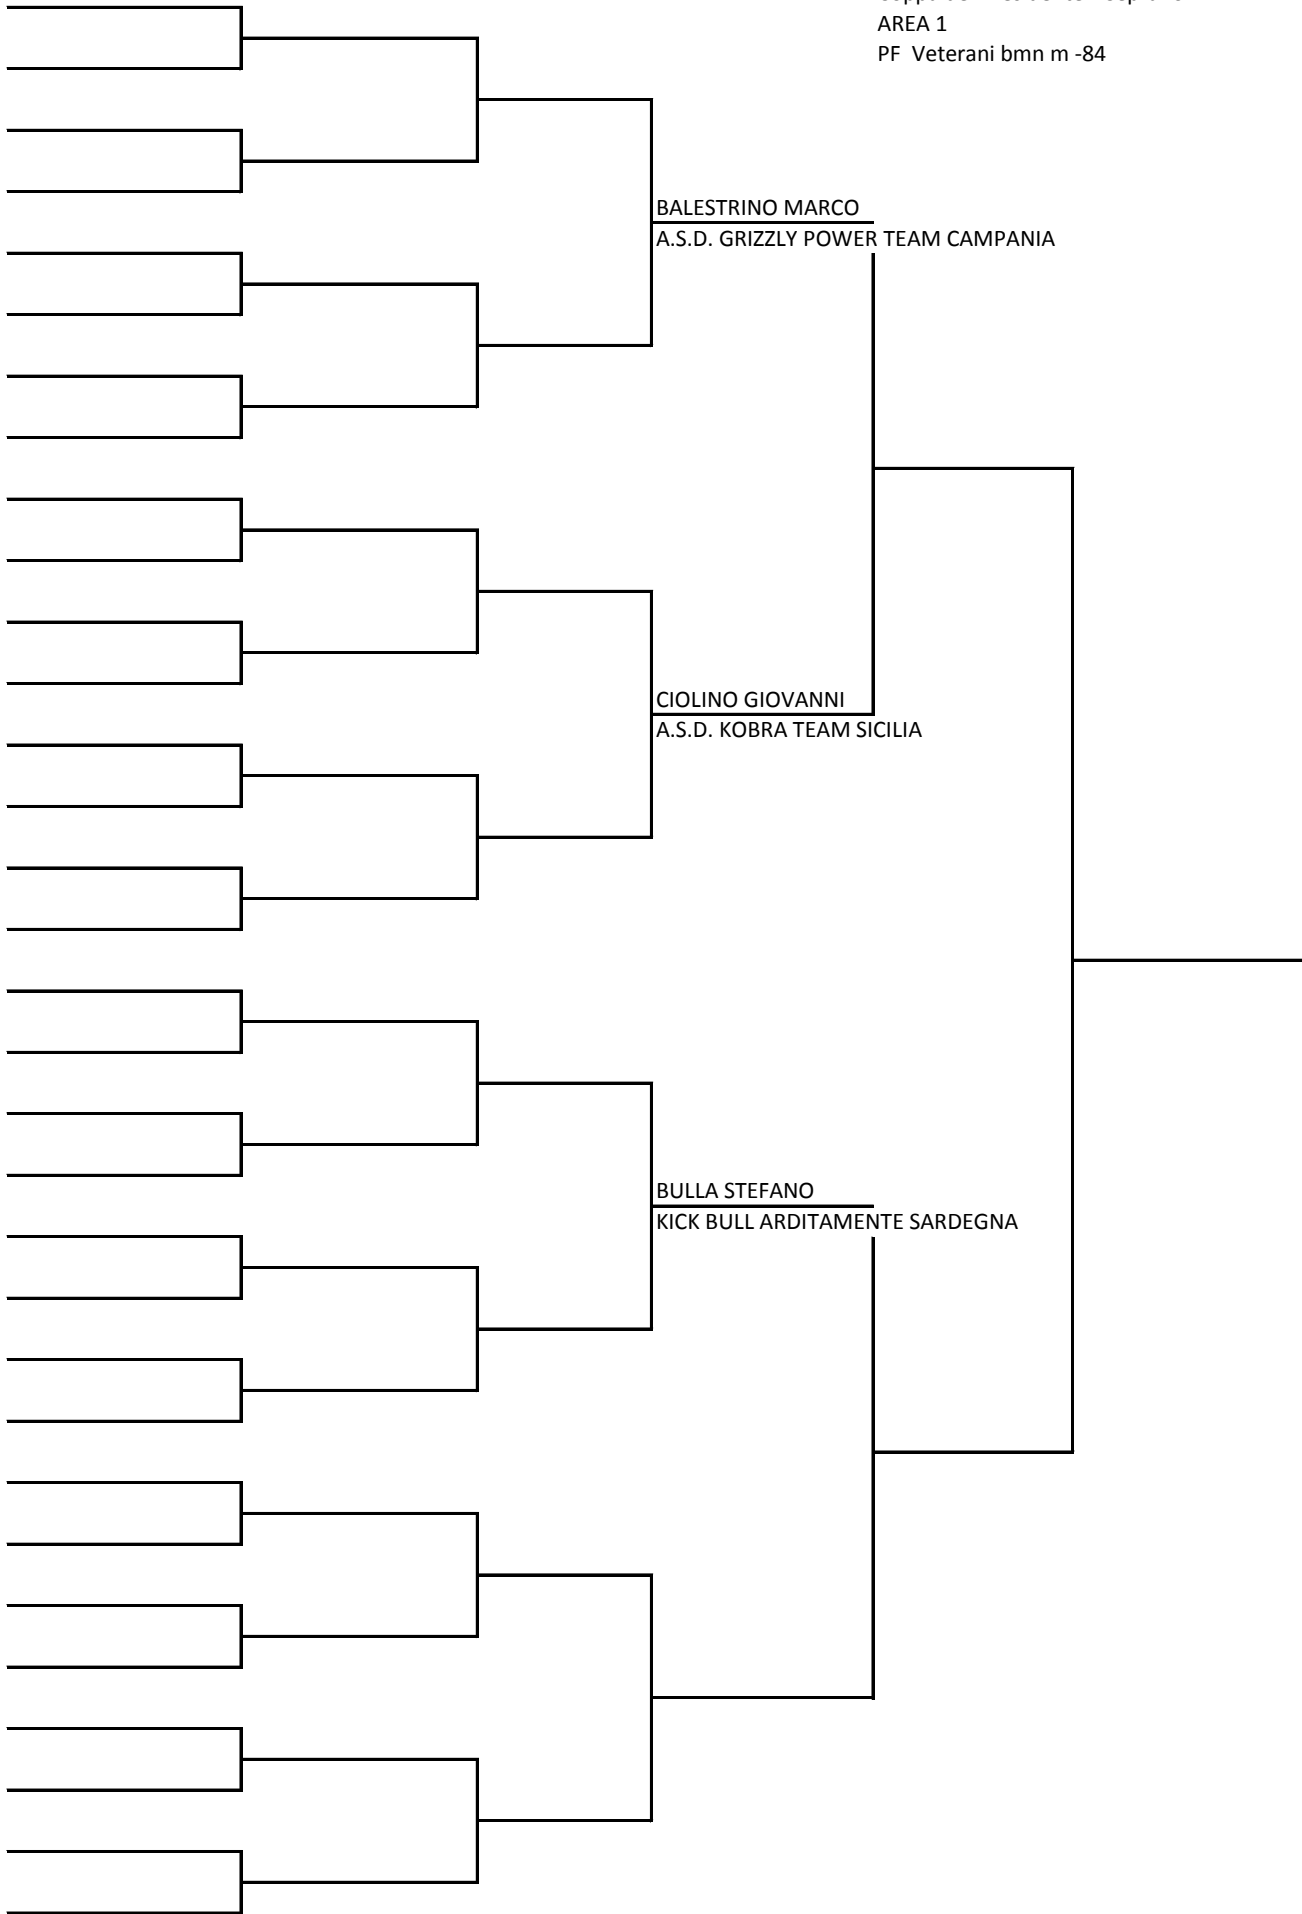 AREA 1
PF Veterani bmn m -84
BALESTRINO MARCO
A.S.D. GRIZZLY POWER TEAM CAMPANIA
CIOLINO GIOVANNI
A.S.D. KOBRA TEAM SICILIA
BULLA STEFANO
KICK BULL ARDITAMENTE SARDEGNA